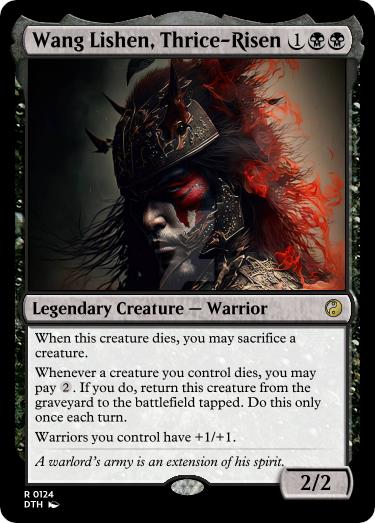 Wang Lishen, Thrice-Risen 1
Legendary Creature — Warrior
When this creature dies, you may sacrifice a
creature.
Whenever a creature you control dies, you may
pay 2. If you do, return this creature from the
graveyard to the battlefield tapped. Do this only
once each turn.
Warriors you control have +1/+1.
A warlord's army is an extension of his spirit.
2/2
R 0124
DTH